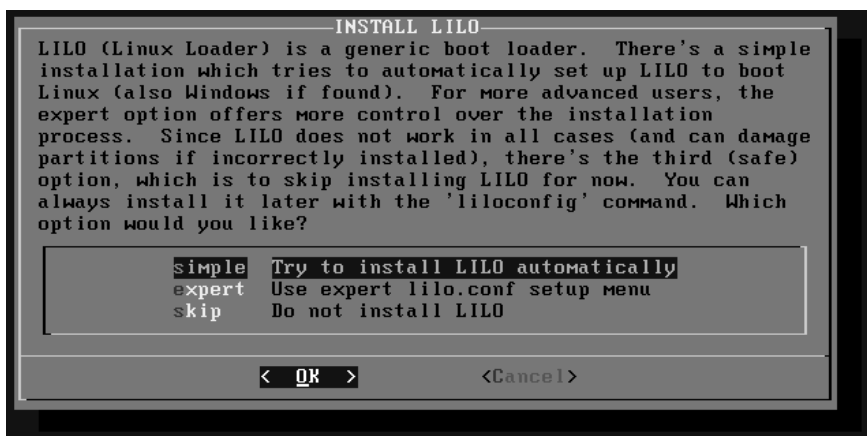 INSTALL LILO
LILO (Linux Loader) is a generic boot loader.  There's a simple
installation which tries to automatically set up LILO to boot
Linux (also Windows if found).  For more advanced users, the
expert option offers more control over the installation
process.  Since LILO does not work in all cases (and can damage
partitions if incorrectly installed), there's the third (safe)
option, which is to skip installing LILO for now.  You can
always install it later with the 'liloconfig' command.  Which
option would you like?
simple  Try to install LILO automatically
expert  Use expert lilo.conf setup menu
skip    Do not install LILO
<  OK  >          <Cancel>